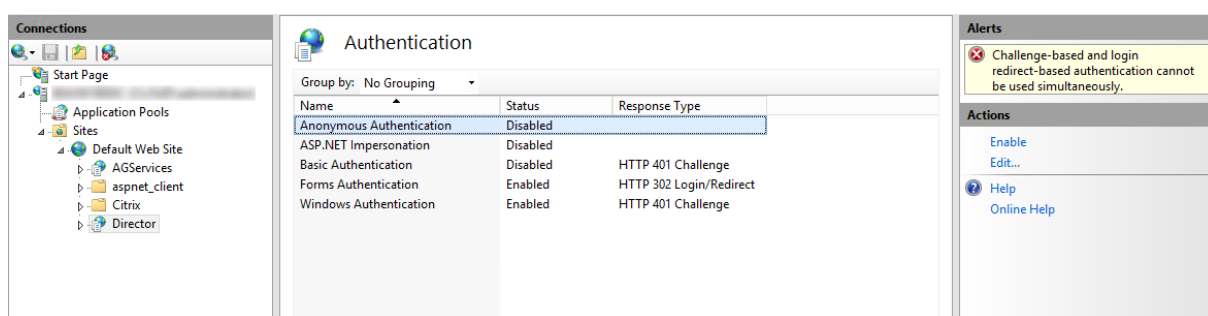 Connections
Start Page
Application Pools
Sites
Default Web Site
AGServices
aspnet_client
Citrix
Director
Authentication
Group by: No Grouping
Name Status Response Type
Anonymous Authentication Disabled
ASP.NET Impersonation Disabled
Basic Authentication Disabled HTTP 401 Challenge
Forms Authentication Enabled HTTP 302 Login/Redirect
Windows Authentication Enabled HTTP 401 Challenge
Alerts
Challenge-based and login
redirect-based authentication cannot
be used simultaneously.
Actions
Enable
Edit...
Help
Online Help